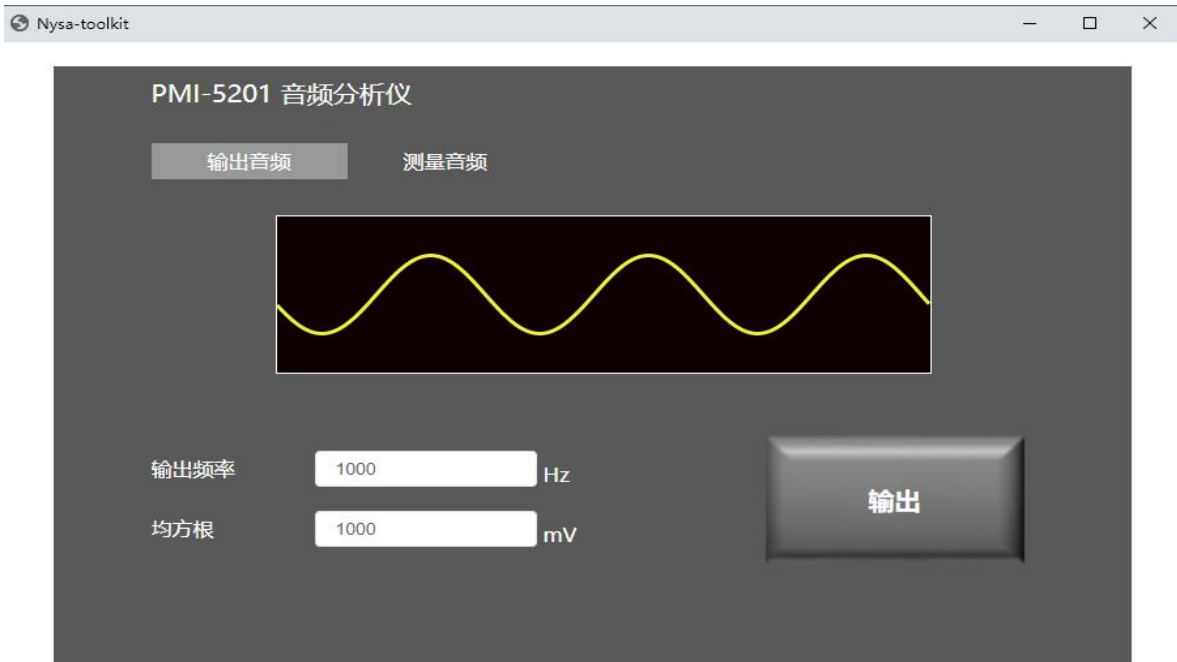 Nysa-toolkit
PMI-5201 音频分析仪
输出音频 测量音频
输出频率 1000 Hz
输出
均方根 1000 mV